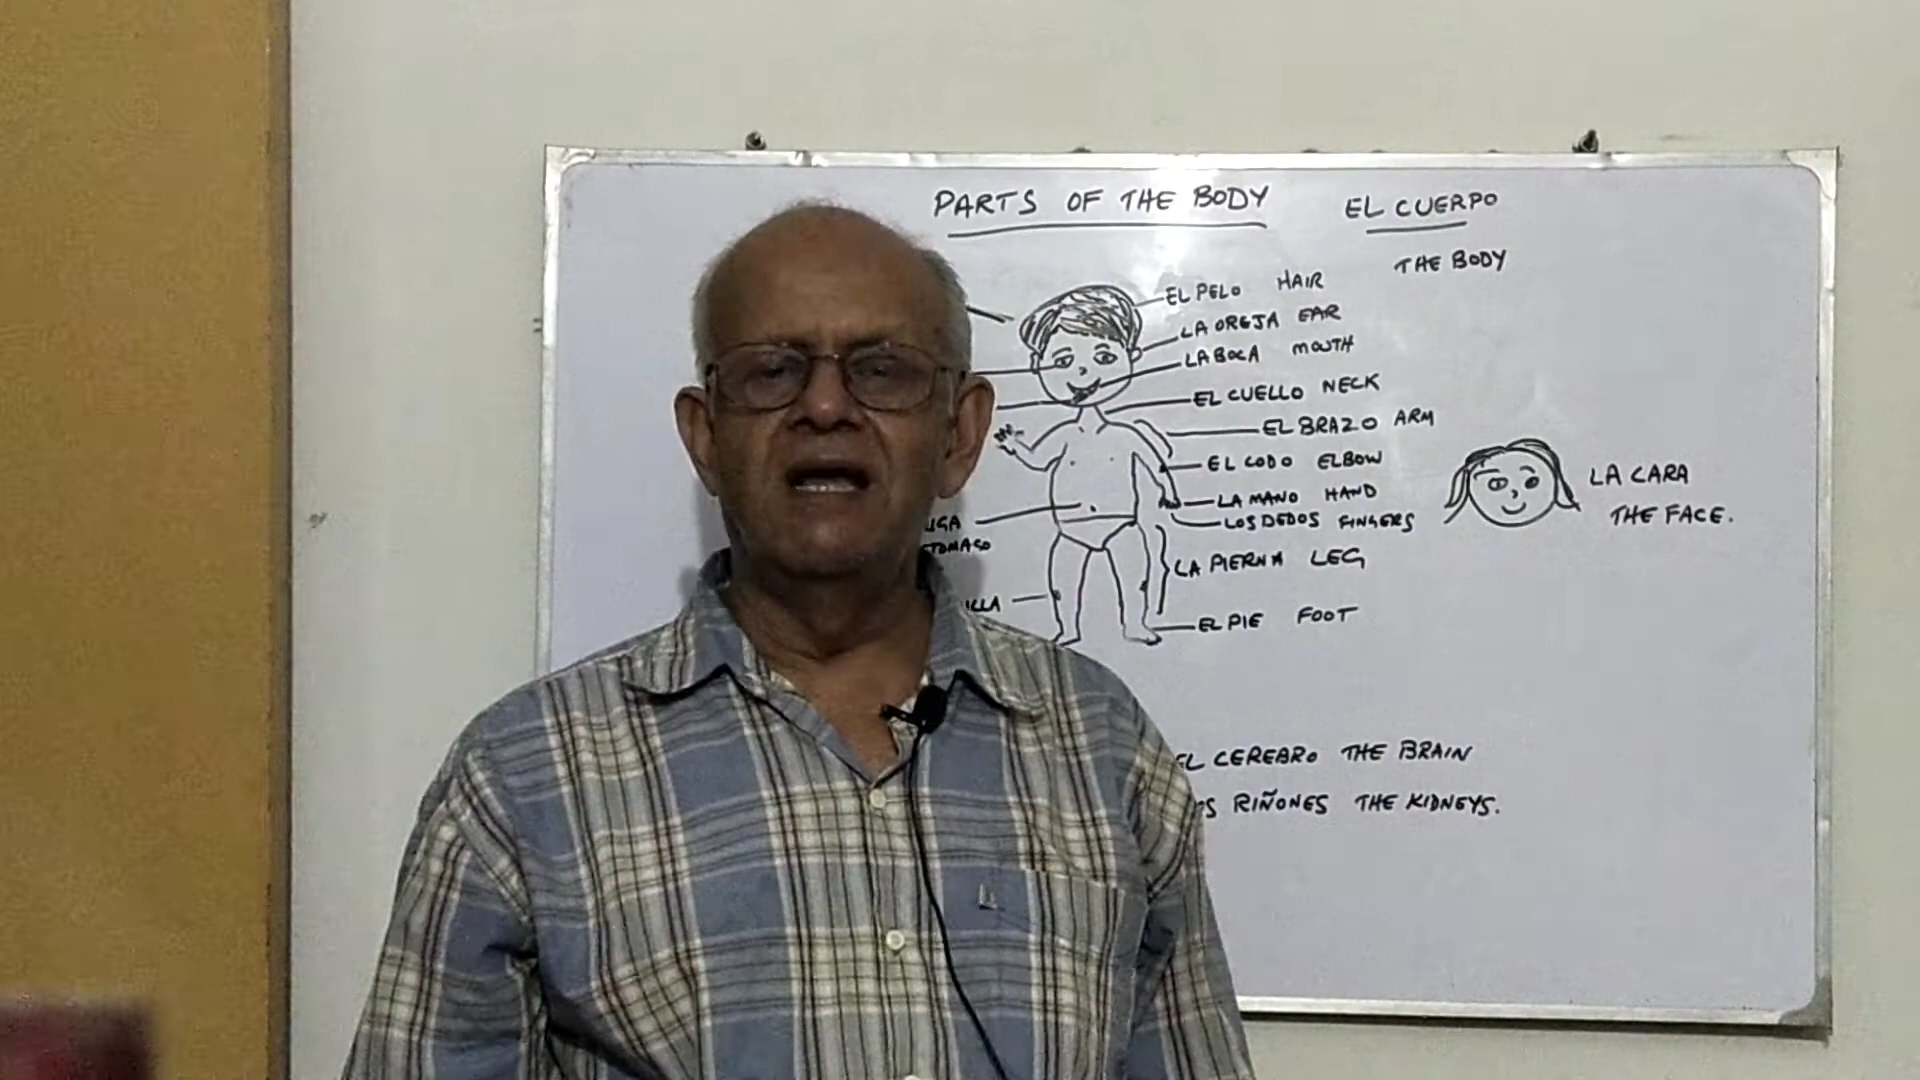 PARTS OF THE BODY
EL CUERPO
THE BODY
EL PELO HAIR
LA OREJA EAR
LA BOCA MOUTH
EL CUELLO NECK
EL BRAZO ARM
EL CODO ELBOW
LA MANO HAND
LOS DEDOS FINGERS
LA PIERNA LEG
EL PIE FOOT
LA CARA
THE FACE.
EL CEREBRO THE BRAIN
RIÑONES THE KIDNEYS.